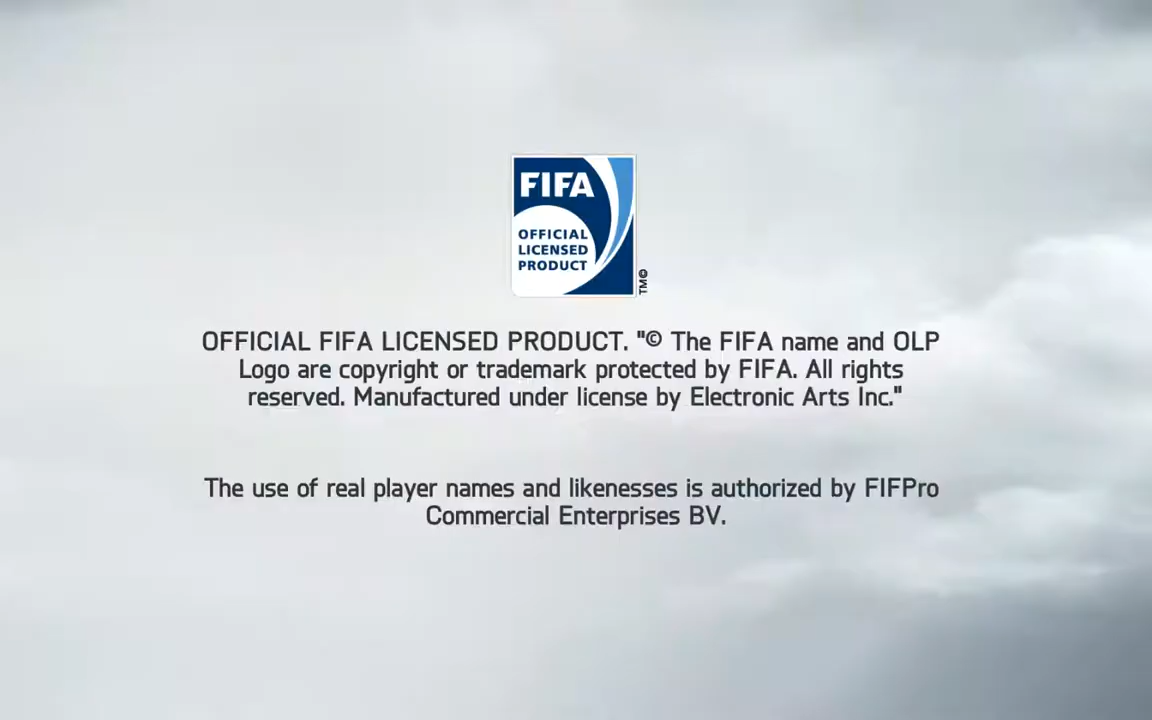 FIFA
OFFICIAL
LICENSED
PRODUCT
TM©
OFFICIAL FIFA LICENSED PRODUCT. "© The FIFA name and OLP
Logo are copyright or trademark protected by FIFA. All rights
reserved. Manufactured under license by Electronic Arts Inc."
The use of real player names and likenesses is authorized by FIFPro
Commercial Enterprises BV.